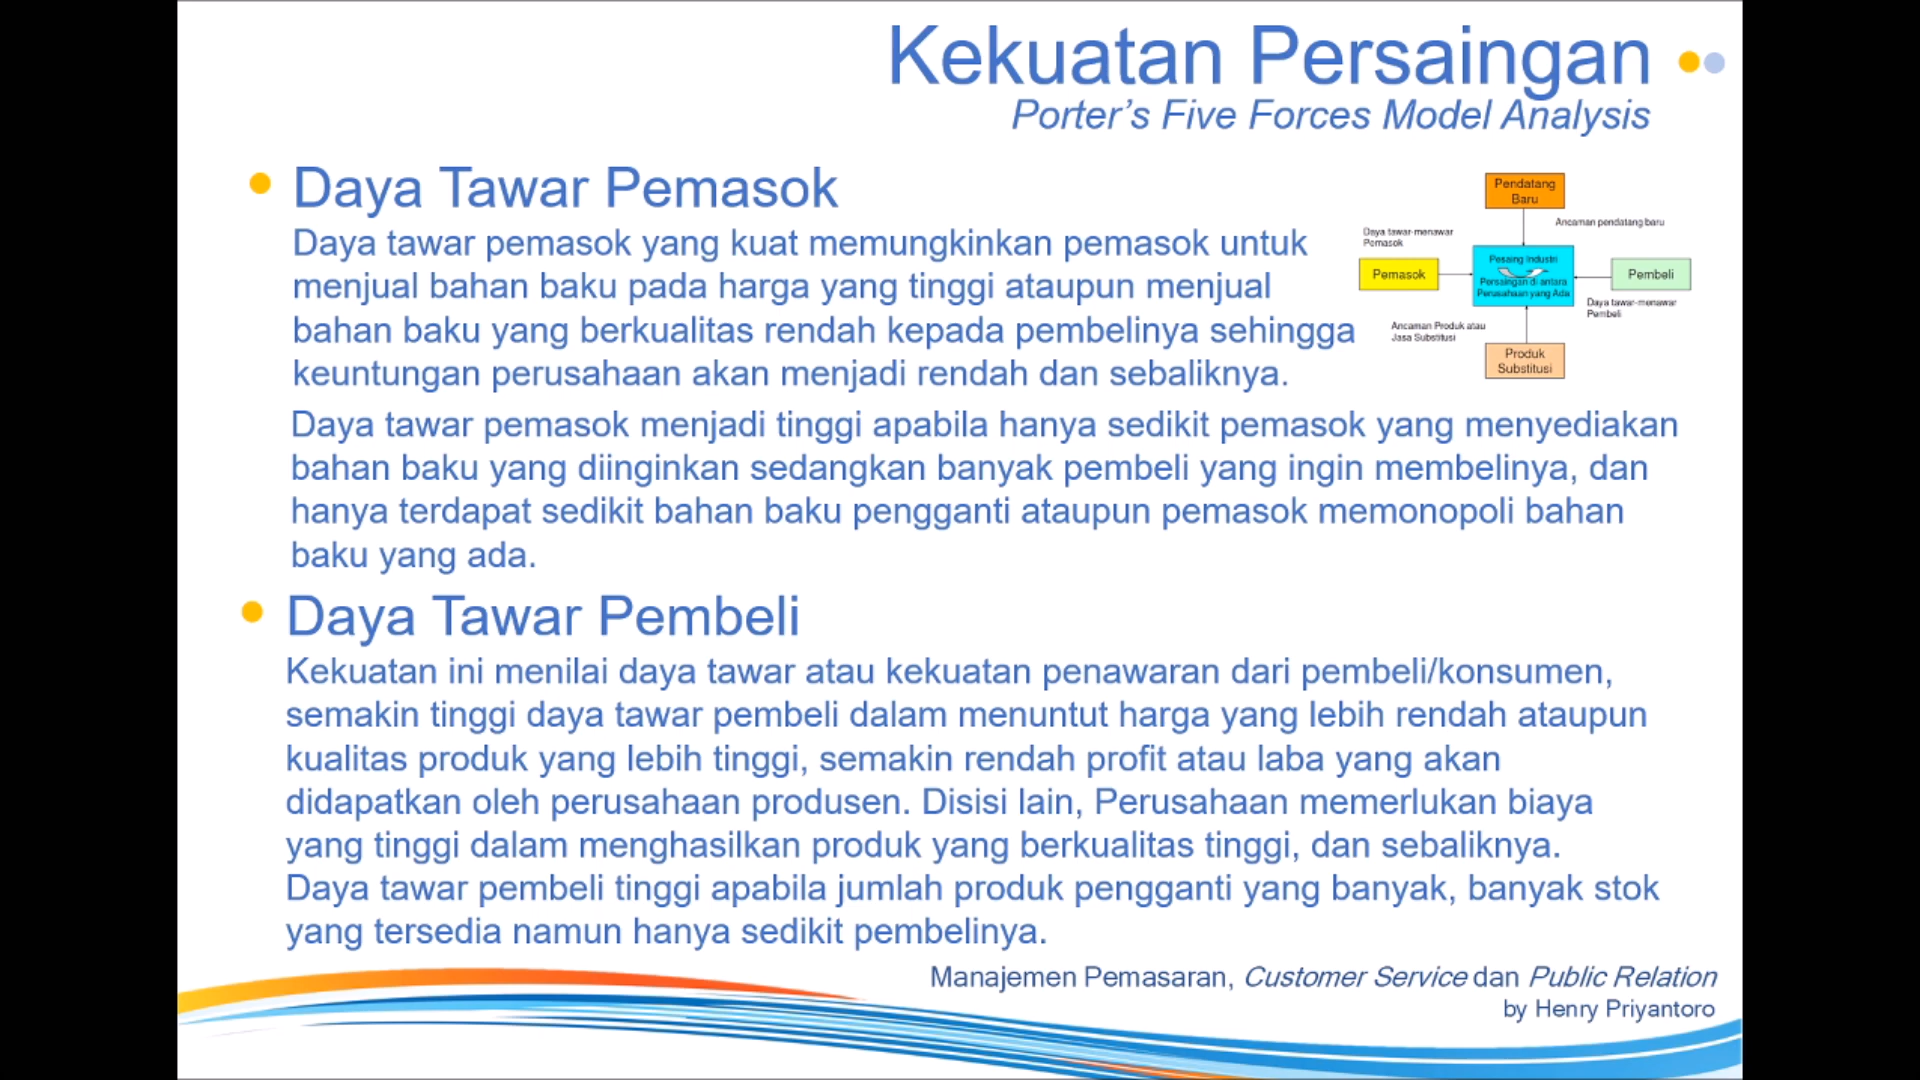 Kekuatan Persaingan
Porter's Five Forces Model Analysis
Daya Tawar Pemasok
Daya tawar pemasok yang kuat memungkinkan pemasok untuk
menjual bahan baku pada harga yang tinggi ataupun menjual
bahan baku yang berkualitas rendah kepada pembelinya sehingga
keuntungan perusahaan akan menjadi rendah dan sebaliknya.
Daya tawar pemasok menjadi tinggi apabila hanya sedikit pemasok yang menyediakan
bahan baku yang diinginkan sedangkan banyak pembeli yang ingin membelinya, dan
hanya terdapat sedikit bahan baku pengganti ataupun pemasok memonopoli bahan
baku yang ada.
Pendatang
Baru
Ancaman pendatang baru
Daya tawar-menawar
Pemasok
Pemasok
Pesaing Industri
Persaingan di antara
Perusahaan yang Ada
Pembeli
Daya tawar-menawar
Pembeli
Ancaman Produk atau
Jasa Substitusi
Produk
Substitusi
Daya Tawar Pembeli
Kekuatan ini menilai daya tawar atau kekuatan penawaran dari pembeli/konsumen,
semakin tinggi daya tawar pembeli dalam menuntut harga yang lebih rendah ataupun
kualitas produk yang lebih tinggi, semakin rendah profit atau laba yang akan
didapatkan oleh perusahaan produsen. Disisi lain, Perusahaan memerlukan biaya
yang tinggi dalam menghasilkan produk yang berkualitas tinggi, dan sebaliknya.
Daya tawar pembeli tinggi apabila jumlah produk pengganti yang banyak, banyak stok
yang tersedia namun hanya sedikit pembelinya.
Manajemen Pemasaran, Customer Service dan Public Relation
by Henry Priyantoro